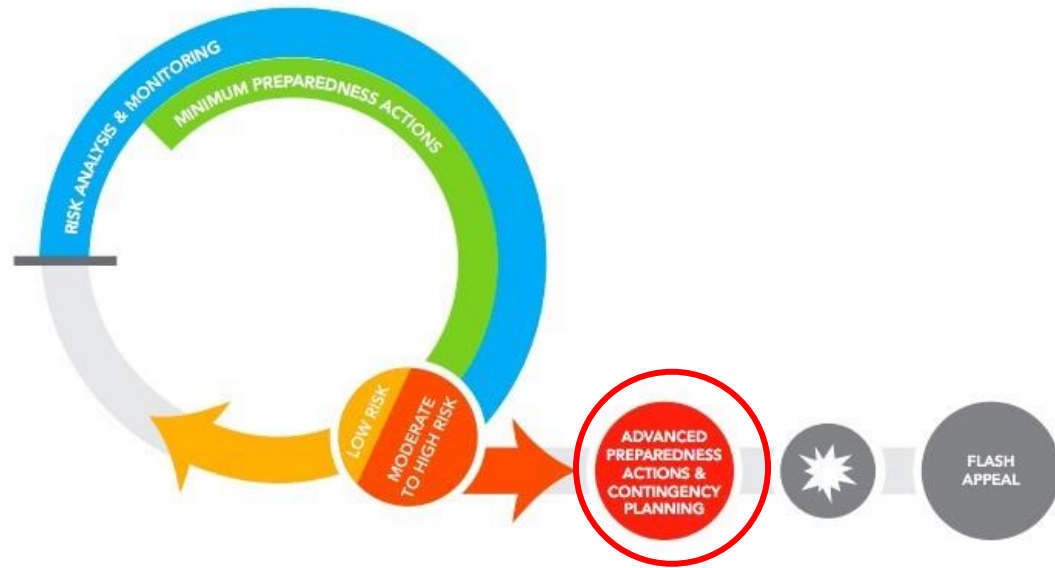 RISK ANALYSIS & MONITORING
MINIMUM PREPAREDNESS ACTIONS
LOW RISK
MODERATE
TO HIGH RISK
ADVANCED
PREPAREDNESS
ACTIONS &
CONTINGENCY
PLANNING
FLASH
APPEAL